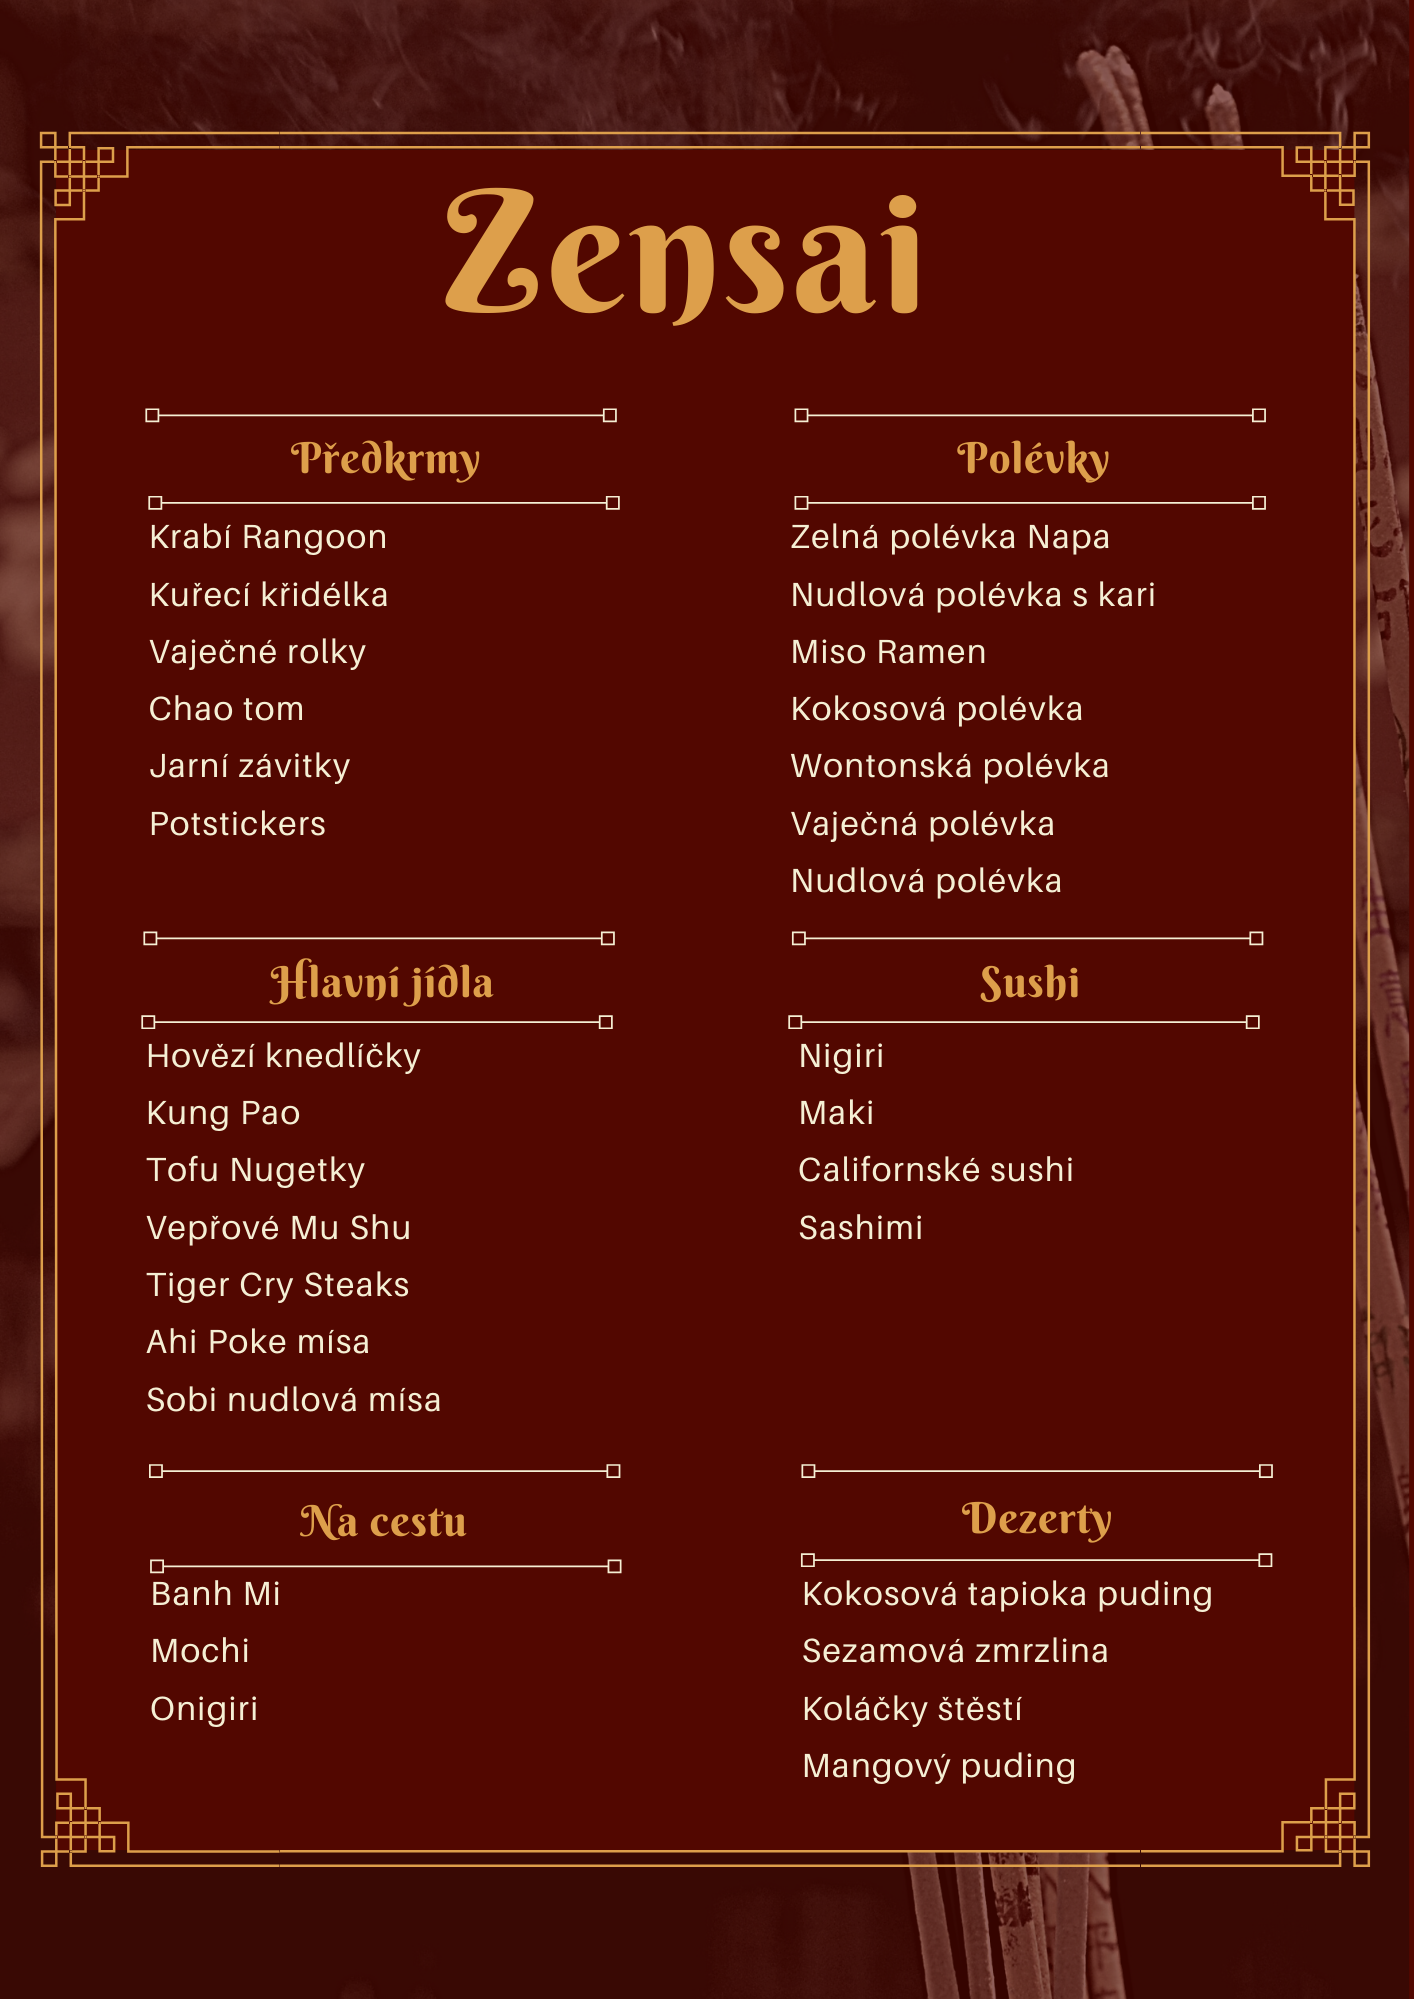 Zensai
Předkrmy
Krabí Rangoon
Kuřecí křidélka
Vaječné rolky
Chao tom
Jarní závitky
Potstickers
Polévky
Zelná polévka Napa
Nudlová polévka s kari
Miso Ramen
Kokosová polévka
Wontonská polévka
Vaječná polévka
Nudlová polévka
Hlavní jídla
Hovězí knedlíčky
Kung Pao
Tofu Nugetky
Vepřové Mu Shu
Tiger Cry Steaks
Ahi Poke mísa
Sobi nudlová mísa
Sushi
Nigiri
Maki
Californské sushi
Sashimi
Na cestu
Banh Mi
Mochi
Onigiri
Dezerty
Kokosová tapioka puding
Sezamová zmrzlina
Koláčky štěstí
Mangový puding